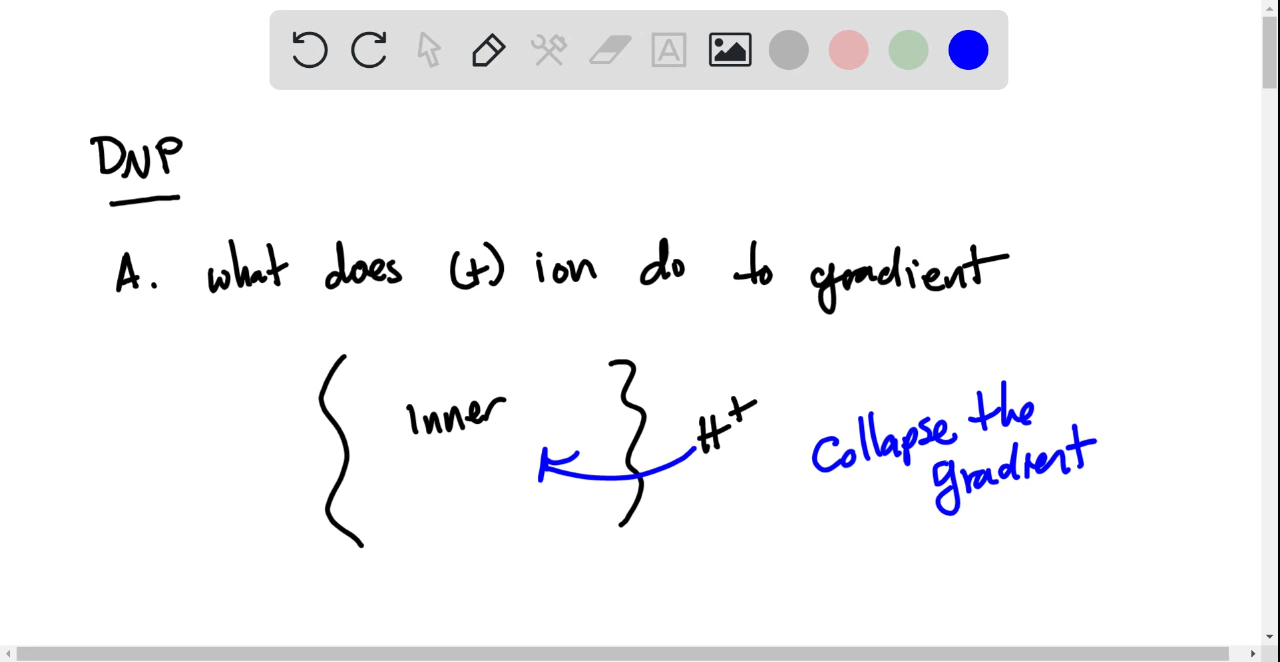 DNP
A. what does (+) ion do to gradient
Inner H+ Collapse the
gradient